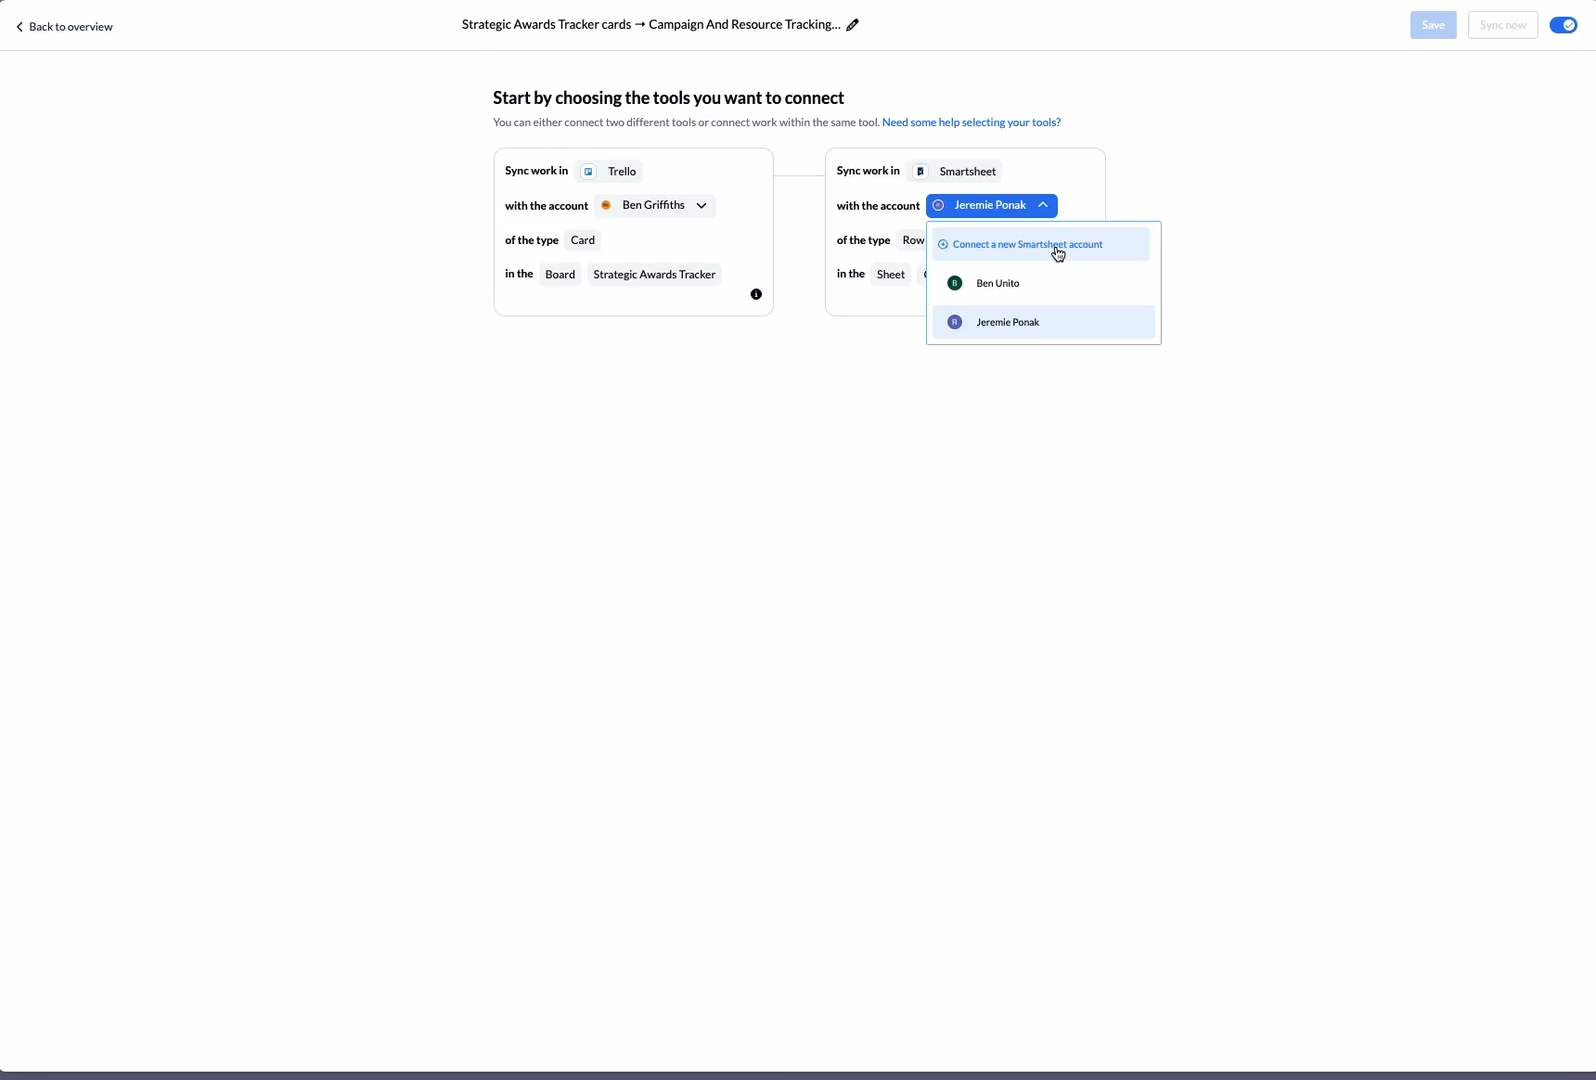 Back to overview
Strategic Awards Tracker cards → Campaign And Resource Tracking...
Save
Sync now
Start by choosing the tools you want to connect
You can either connect two different tools or connect work within the same tool. Need some help selecting your tools?
Sync work in Trello
with the account Ben Griffiths
of the type Card
in the Board Strategic Awards Tracker
Sync work in Smartsheet
with the account Jeremie Ponak
of the type Row
in the Sheet
Connect a new Smartsheet account
B Ben Unito
R Jeremie Ponak